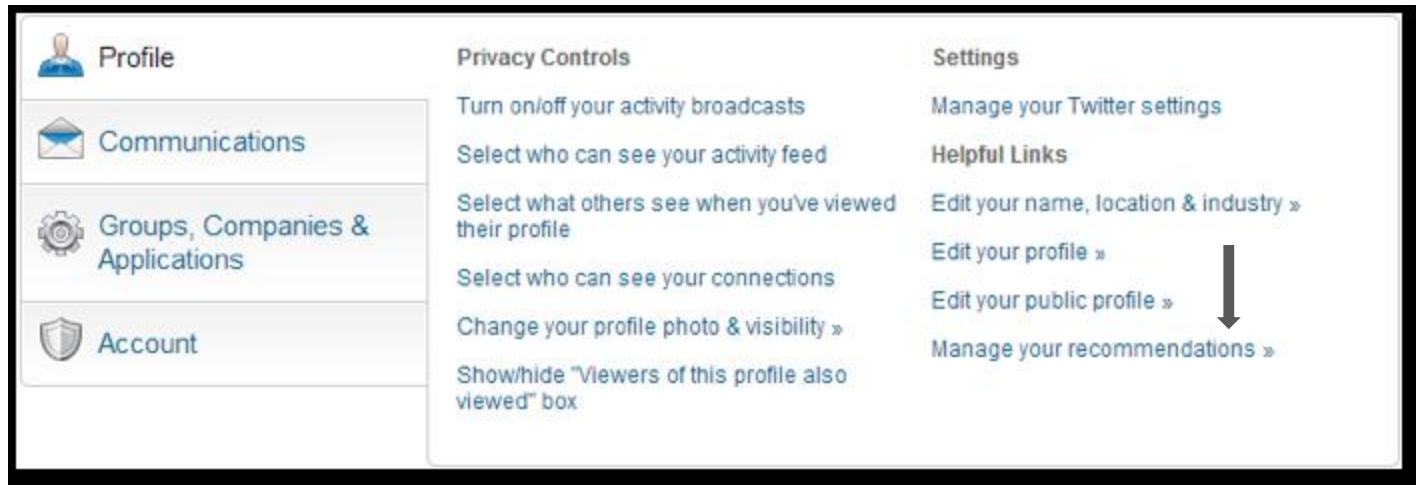 Profile
Communications
Groups, Companies &
Applications
Account
Privacy Controls
Turn on/off your activity broadcasts
Select who can see your activity feed
Select what others see when you've viewed
their profile
Select who can see your connections
Change your profile photo & visibility »
Show/hide "Viewers of this profile also
viewed" box
Settings
Manage your Twitter settings
Helpful Links
Edit your name, location & industry »
Edit your profile »
Edit your public profile »
Manage your recommendations »